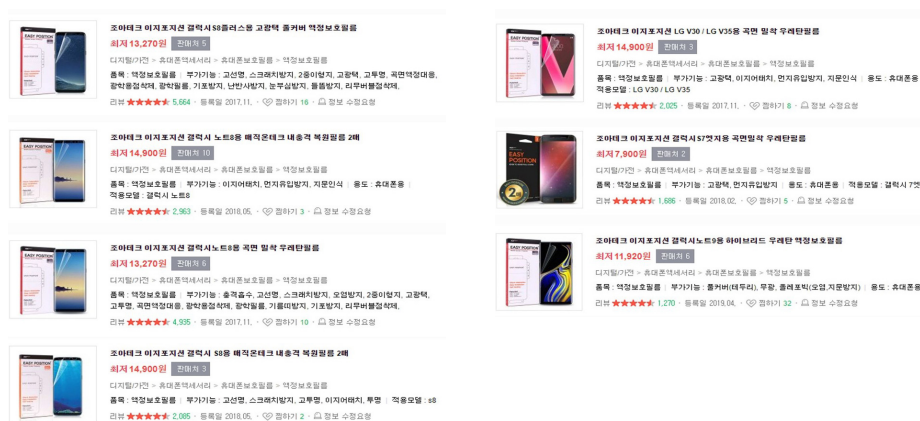 조아테크 이지포지션 갤럭시S8플러스용 고광택 풀커버 액정보호필름
최저 13,270원 판매처 5
디지털/가전 > 휴대폰액세서리 > 휴대폰보호필름 > 액정보호필름
품목 : 액정보호필름 | 부가기능 : 고선명, 스크래치방지, 2중이형지, 고광택, 고투명, 곡면액정대응,
광학용점착제, 광학필름, 기포방지, 난반사방지, 눈부심방지, 들뜸방지, 리무버블점착제.
리뷰 5,664 · 등록일 2017.11. · 찜하기 16 · 정보 수정요청
조아테크 이지포지션 갤럭시 노트8용 매직온테크 내충격 복원필름 2매
최저 14,900원 판매처 10
디지털/가전 > 휴대폰액세서리 > 휴대폰보호필름 > 액정보호필름
품목 : 액정보호필름 | 부가기능 : 이지어태치, 먼지유입방지, 지문인식 | 용도 : 휴대폰용 |
적용모델 : 갤럭시 노트8
리뷰 2,963 · 등록일 2018.05. · 찜하기 3 · 정보 수정요청
조아테크 이지포지션 갤럭시노트8용 곡면 밀착 우레탄필름
최저 13,270원 판매처 6
디지털/가전 > 휴대폰액세서리 > 휴대폰보호필름 > 액정보호필름
품목 : 액정보호필름 | 부가기능 : 충격흡수, 고선명, 스크래치방지, 오염방지, 2중이형지, 고광택,
고투명, 곡면액정대응, 광학용점착제, 광학필름, 기름때방지, 기포방지, 리무버블점착제.
리뷰 4,935 · 등록일 2017.11. · 찜하기 10 · 정보 수정요청
조아테크 이지포지션 갤럭시 S8용 매직온테크 내충격 복원필름 2매
최저 14,900원 판매처 3
디지털/가전 > 휴대폰액세서리 > 휴대폰보호필름 > 액정보호필름
품목 : 액정보호필름 | 부가기능 : 고선명, 스크래치방지, 고투명, 이지어태치, 투명 | 적용모델 : s8
리뷰 2,085 · 등록일 2018.05. · 찜하기 2 · 정보 수정요청
조아테크 이지포지션 LG V30 / LG V35용 곡면 밀착 우레탄필름
최저 14,900원 판매처 3
디지털/가전 > 휴대폰액세서리 > 휴대폰보호필름 > 액정보호필름
품목 : 액정보호필름 | 부가기능 : 고광택, 이지어태치, 먼지유입방지, 지문인식 | 용도 : 휴대폰용
적용모델 : LG V30 / LG V35
리뷰 2,025 · 등록일 2017.11. · 찜하기 8 · 정보 수정요청
조아테크 이지포지션 갤럭시S7엣지용 곡면밀착 우레탄필름
최저 7,900원 판매처 2
디지털/가전 > 휴대폰액세서리 > 휴대폰보호필름 > 액정보호필름
품목 : 액정보호필름 | 부가기능 : 고광택, 먼지유입방지 | 용도 : 휴대폰용 | 적용모델 : 갤럭시 7엣
리뷰 1,686 · 등록일 2018.02. · 찜하기 5 · 정보 수정요청
EASY
POSITION
2매
조아테크 이지포지션 갤럭시노트9용 하이브리드 우레탄 액정보호필름
최저 11,920원 판매처 6
디지털/가전 > 휴대폰액세서리 > 휴대폰보호필름 > 액정보호필름
품목 : 액정보호필름 | 부가기능 : 풀커버(테두리), 무광, 올레포빅(오염,지문방지) | 용도 : 휴대폰용
리뷰 1,270 · 등록일 2019.04. · 찜하기 32 · 정보 수정요청